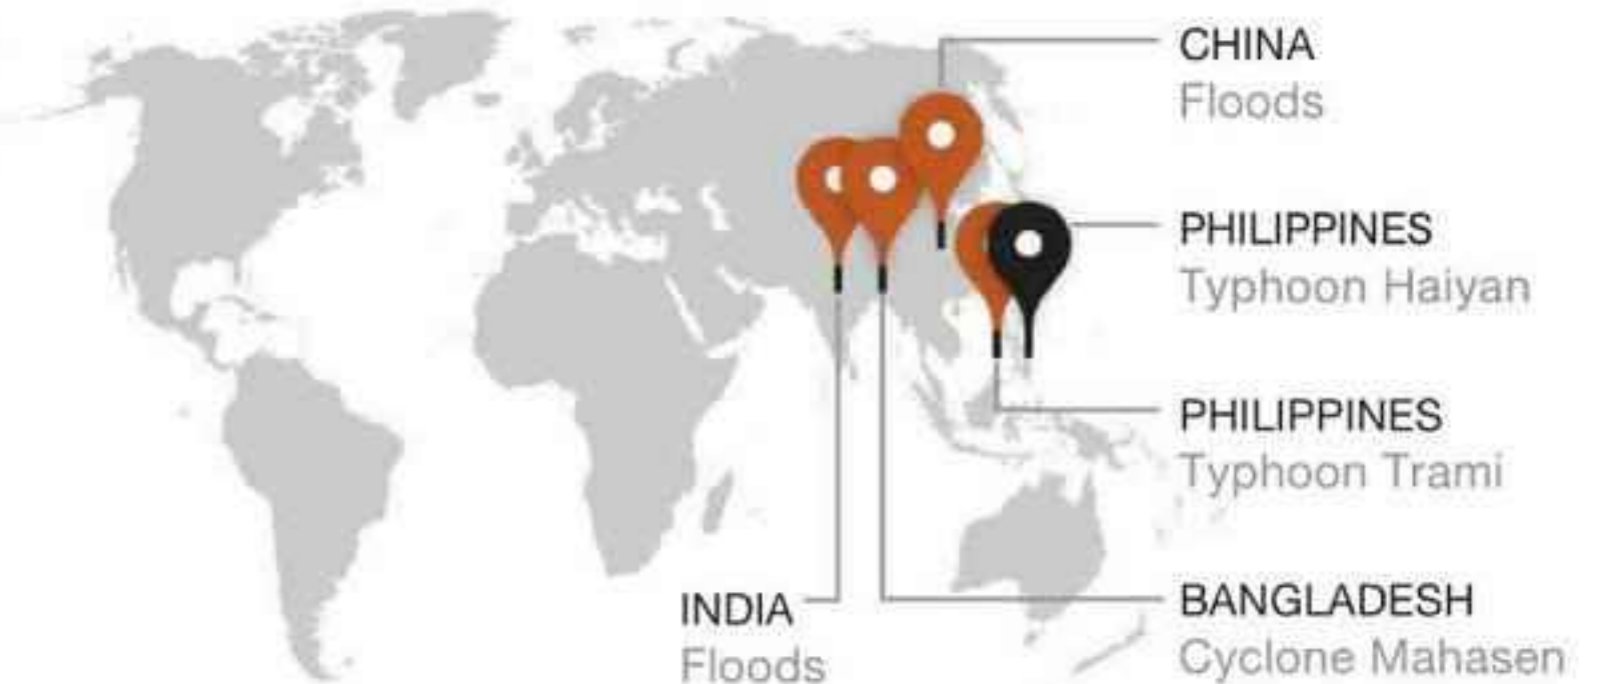 CHINA
Floods
PHILIPPINES
Typhoon Haiyan
PHILIPPINES
Typhoon Trami
BANGLADESH
Cyclone Mahasen
INDIA
Floods